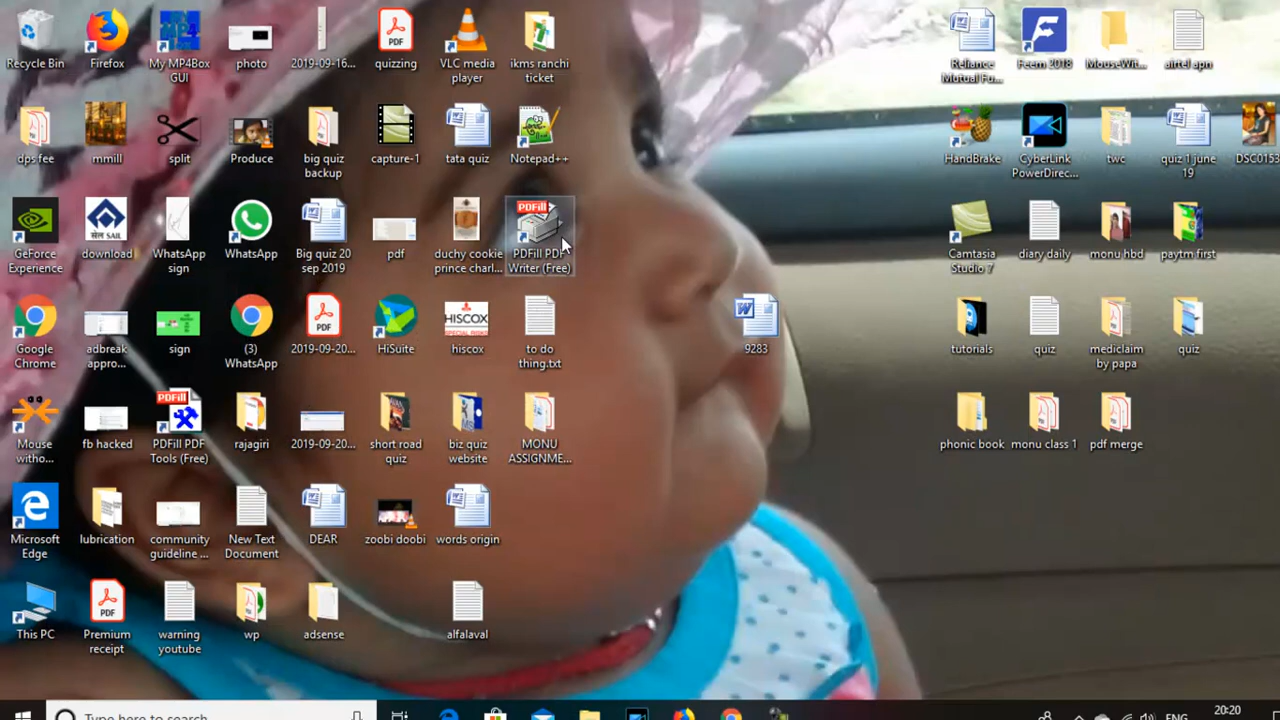 Recycle Bin
Firefox
My MP4Box
GUI
photo
2019-09-16...
quizzing
VLC media
player
ikms ranchi
ticket
Reliance
Mutual Fu...
Feem 2018
MouseWit...
airtel apn
dps fee
mmill
split
Produce
big quiz
backup
capture-1
tata quiz
Notepad++
HandBrake
CyberLink
PowerDirec...
twc
quiz 1 june
19
DSC0153
GeForce
Experience
download
WhatsApp
sign
WhatsApp
Big quiz 20
sep 2019
pdf
duchy cookie
prince charl...
PDFill
PDFill PDF
Writer (Free)
Camtasia
Studio 7
diary daily
monu hbd
paytm first
Google
Chrome
adbreak
appro...
sign
(3)
WhatsApp
2019-09-20...
HiSuite
HISCOX
hiscox
to do
thing.txt
9283
tutorials
quiz
mediclaim
by papa
quiz
Mouse
witho...
fb hacked
PDFill
PDFill PDF
Tools (Free)
rajagiri
2019-09-20...
short road
quiz
biz quiz
website
MONU
ASSIGNME...
phonic book
monu class 1
pdf merge
Microsoft
Edge
lubrication
community
guideline ...
New Text
Document
DEAR
zoobi doobi
words origin
This PC
Premium
receipt
warning
youtube
wp
adsense
alfalaval
Type here to search
ENG
20:20